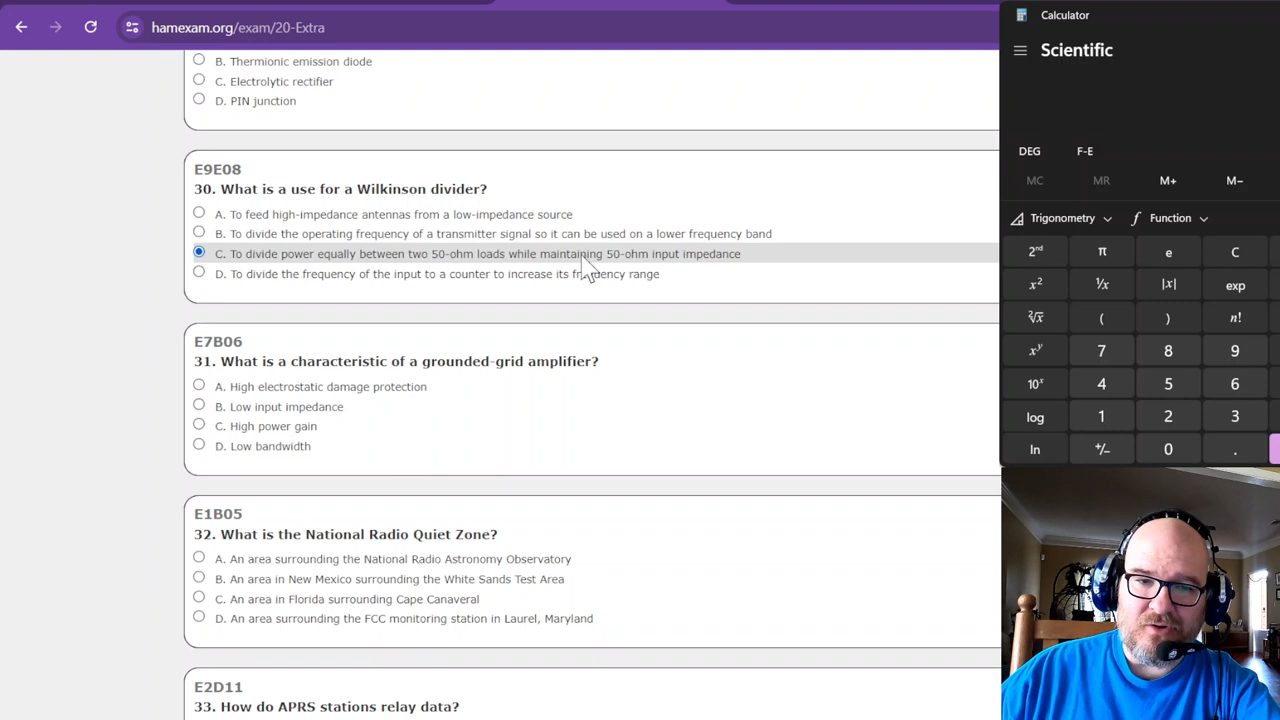 hamexam.org/exam/20-Extra
B. Thermionic emission diode
C. Electrolytic rectifier
D. PIN junction
E9E08
30. What is a use for a Wilkinson divider?
A. To feed high-impedance antennas from a low-impedance source
B. To divide the operating frequency of a transmitter signal so it can be used on a lower frequency band
C. To divide power equally between two 50-ohm loads while maintaining 50-ohm input impedance
D. To divide the frequency of the input to a counter to increase its frequency range
E7B06
31. What is a characteristic of a grounded-grid amplifier?
A. High electrostatic damage protection
B. Low input impedance
C. High power gain
D. Low bandwidth
E1B05
32. What is the National Radio Quiet Zone?
A. An area surrounding the National Radio Astronomy Observatory
B. An area in New Mexico surrounding the White Sands Test Area
C. An area in Florida surrounding Cape Canaveral
D. An area surrounding the FCC monitoring station in Laurel, Maryland
E2D11
33. How do APRS stations relay data?
Calculator
Scientific
DEG F-E
MC MR M+ M−
Trigonometry f Function
2nd π e C
x² ¹/x |x| exp
²√x ( ) n!
xʸ 7 8 9
10ˣ 4 5 6
log 1 2 3
ln +/− 0 .